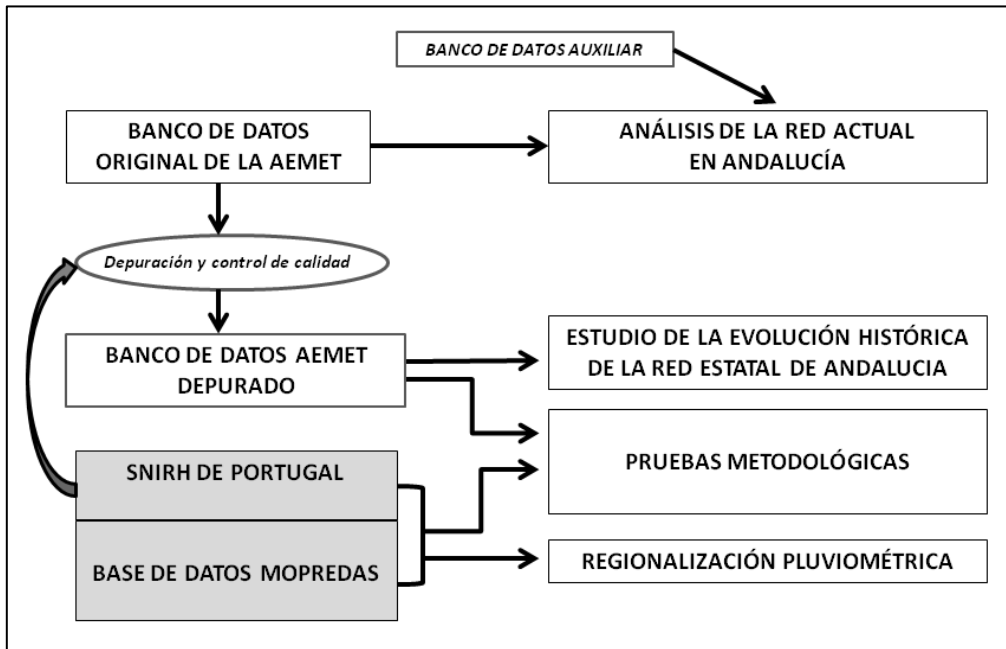 BANCO DE DATOS AUXILIAR
BANCO DE DATOS
ORIGINAL DE LA AEMET
ANÁLISIS DE LA RED ACTUAL
EN ANDALUCÍA
Depuración y control de calidad
BANCO DE DATOS AEMET
DEPURADO
ESTUDIO DE LA EVOLUCIÓN HISTÓRICA
DE LA RED ESTATAL DE ANDALUCIA
SNIRH DE PORTUGAL
PRUEBAS METODOLÓGICAS
BASE DE DATOS MOPREDAS
REGIONALIZACIÓN PLUVIOMÉTRICA